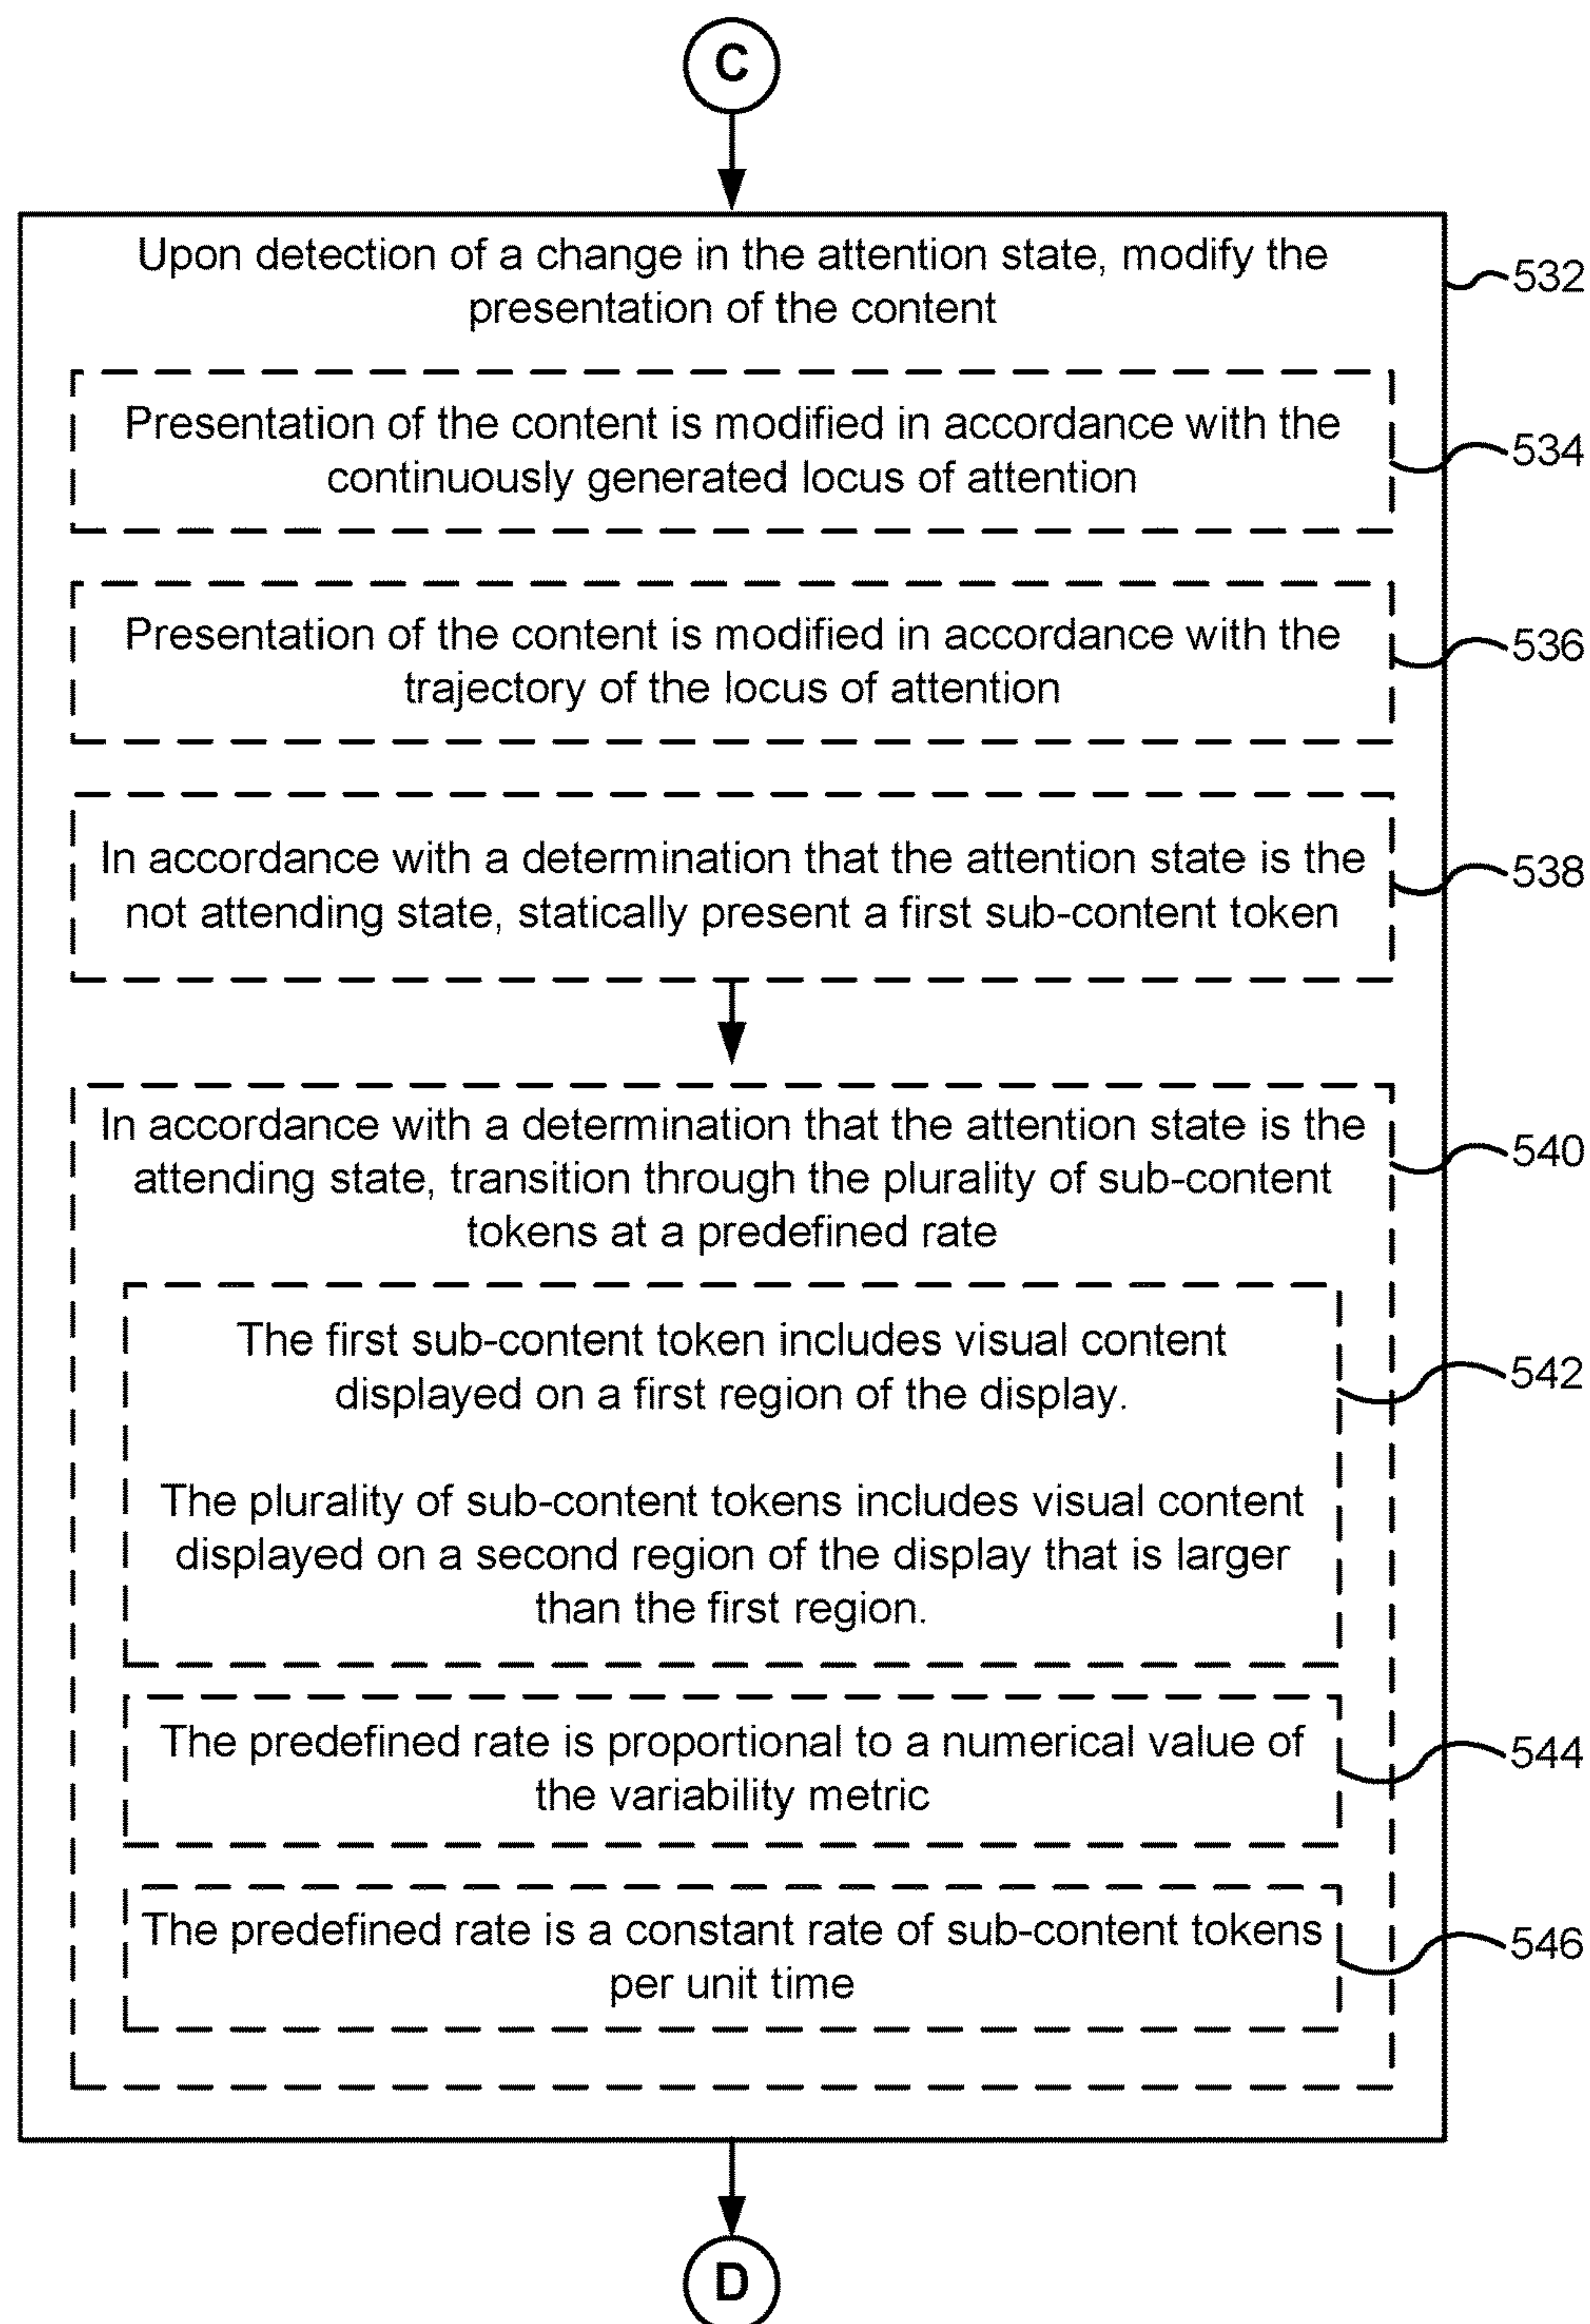 C
Upon detection of a change in the attention state, modify the
presentation of the content
532
Presentation of the content is modified in accordance with the
continuously generated locus of attention
534
Presentation of the content is modified in accordance with the
trajectory of the locus of attention
536
In accordance with a determination that the attention state is the
not attending state, statically present a first sub-content token
538
In accordance with a determination that the attention state is the
attending state, transition through the plurality of sub-content
tokens at a predefined rate
540
The first sub-content token includes visual content
displayed on a first region of the display.
The plurality of sub-content tokens includes visual content
displayed on a second region of the display that is larger
than the first region.
542
The predefined rate is proportional to a numerical value of
the variability metric
544
The predefined rate is a constant rate of sub-content tokens
per unit time
546
D